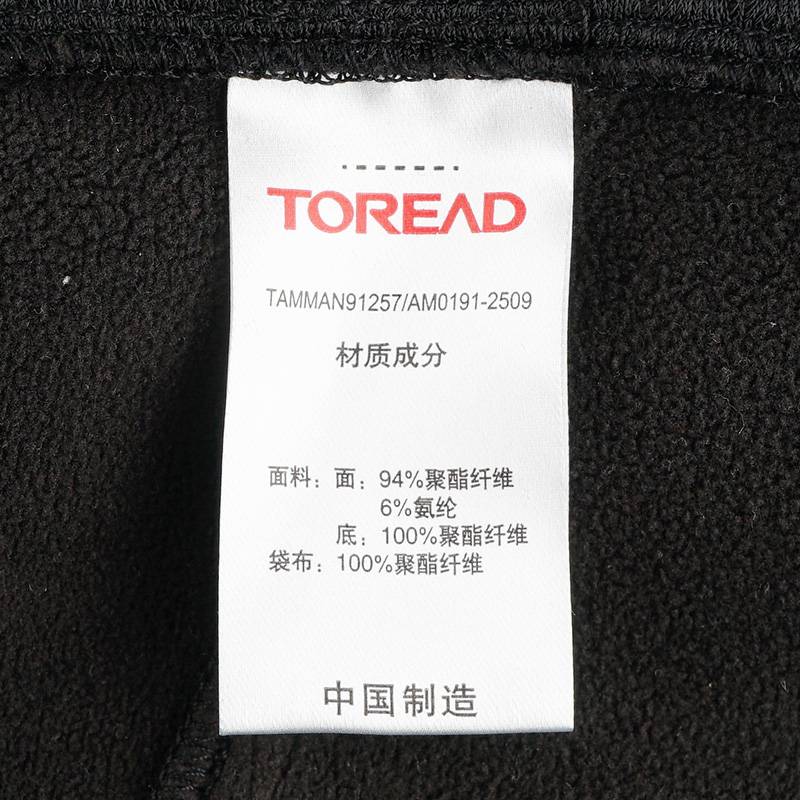 TOREAD
TAMMAN91257/AM0191-2509
材质成分
面料：面：94%聚酯纤维
6%氨纶
底：100%聚酯纤维
袋布：100%聚酯纤维
中国制造